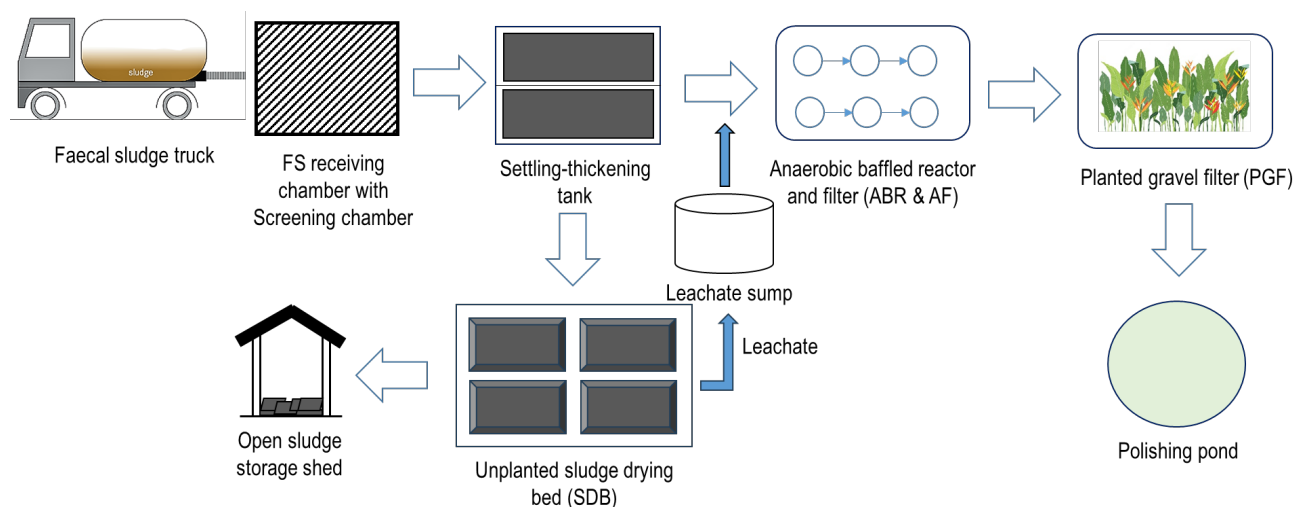 sludge
Faecal sludge truck
FS receiving
chamber with
Screening chamber
Settling-thickening
tank
Anaerobic baffled reactor
and filter (ABR & AF)
Planted gravel filter (PGF)
Leachate sump
Leachate
Open sludge
storage shed
Unplanted sludge drying
bed (SDB)
Polishing pond